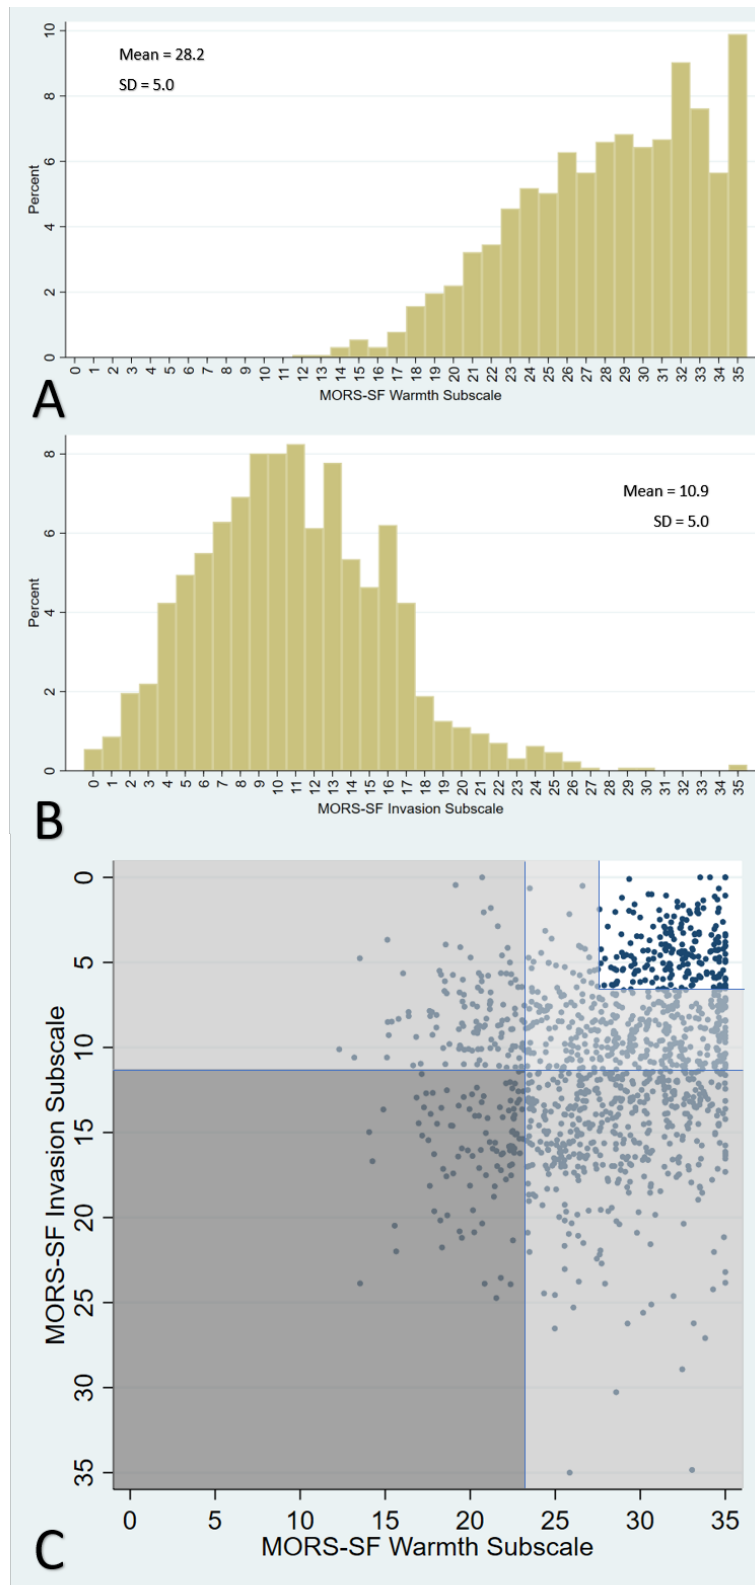 10
8
6
4
2
0
Percent
Mean = 28.2
SD = 5.0
0 1 2 3 4 5 6 7 8 9 10 11 12 13 14 15 16 17 18 19 20 21 22 23 24 25 26 27 28 29 30 31 32 33 34 35
MORS-SF Warmth Subscale
A
8
6
4
2
0
Percent
Mean = 10.9
SD = 5.0
0 1 2 3 4 5 6 7 8 9 10 11 12 13 14 15 16 17 18 19 20 21 22 23 24 25 26 27 28 29 30 31 32 33 34 35
MORS-SF Invasion Subscale
B
0
5
10
15
20
25
30
35
MORS-SF Invasion Subscale
0 5 10 15 20 25 30 35
MORS-SF Warmth Subscale
C